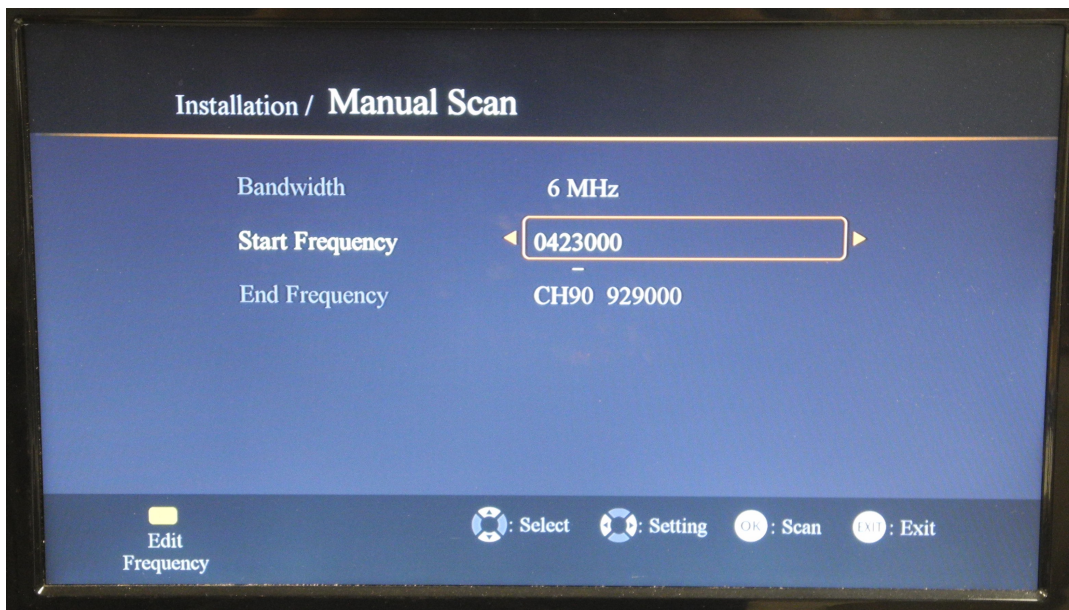 Installation / Manual Scan
Bandwidth 6 MHz
Start Frequency 0423000
End Frequency CH90 929000
Edit
Frequency
: Select : Setting OK : Scan EXIT : Exit